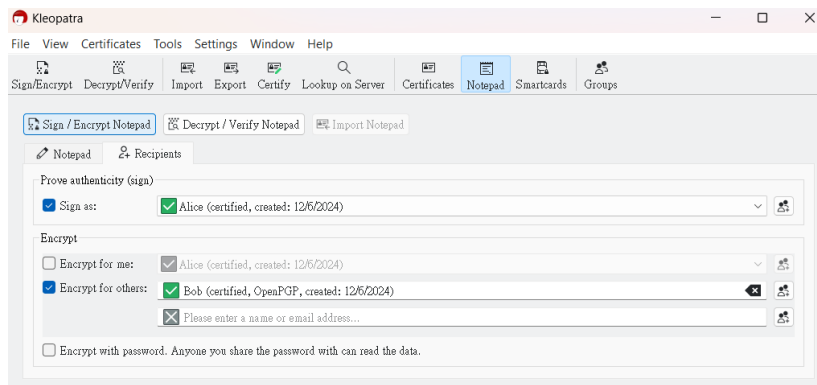 Kleopatra
File View Certificates Tools Settings Window Help
Sign/Encrypt Decrypt/Verify Import Export Certify Lookup on Server Certificates Notepad Smartcards Groups
Sign / Encrypt Notepad Decrypt / Verify Notepad Import Notepad
Notepad Recipients
Prove authenticity (sign)
Sign as: Alice (certified, created: 12/6/2024)
Encrypt
Encrypt for me: Alice (certified, created: 12/6/2024)
Encrypt for others: Bob (certified, OpenPGP, created: 12/6/2024)
Please enter a name or email address...
Encrypt with password. Anyone you share the password with can read the data.